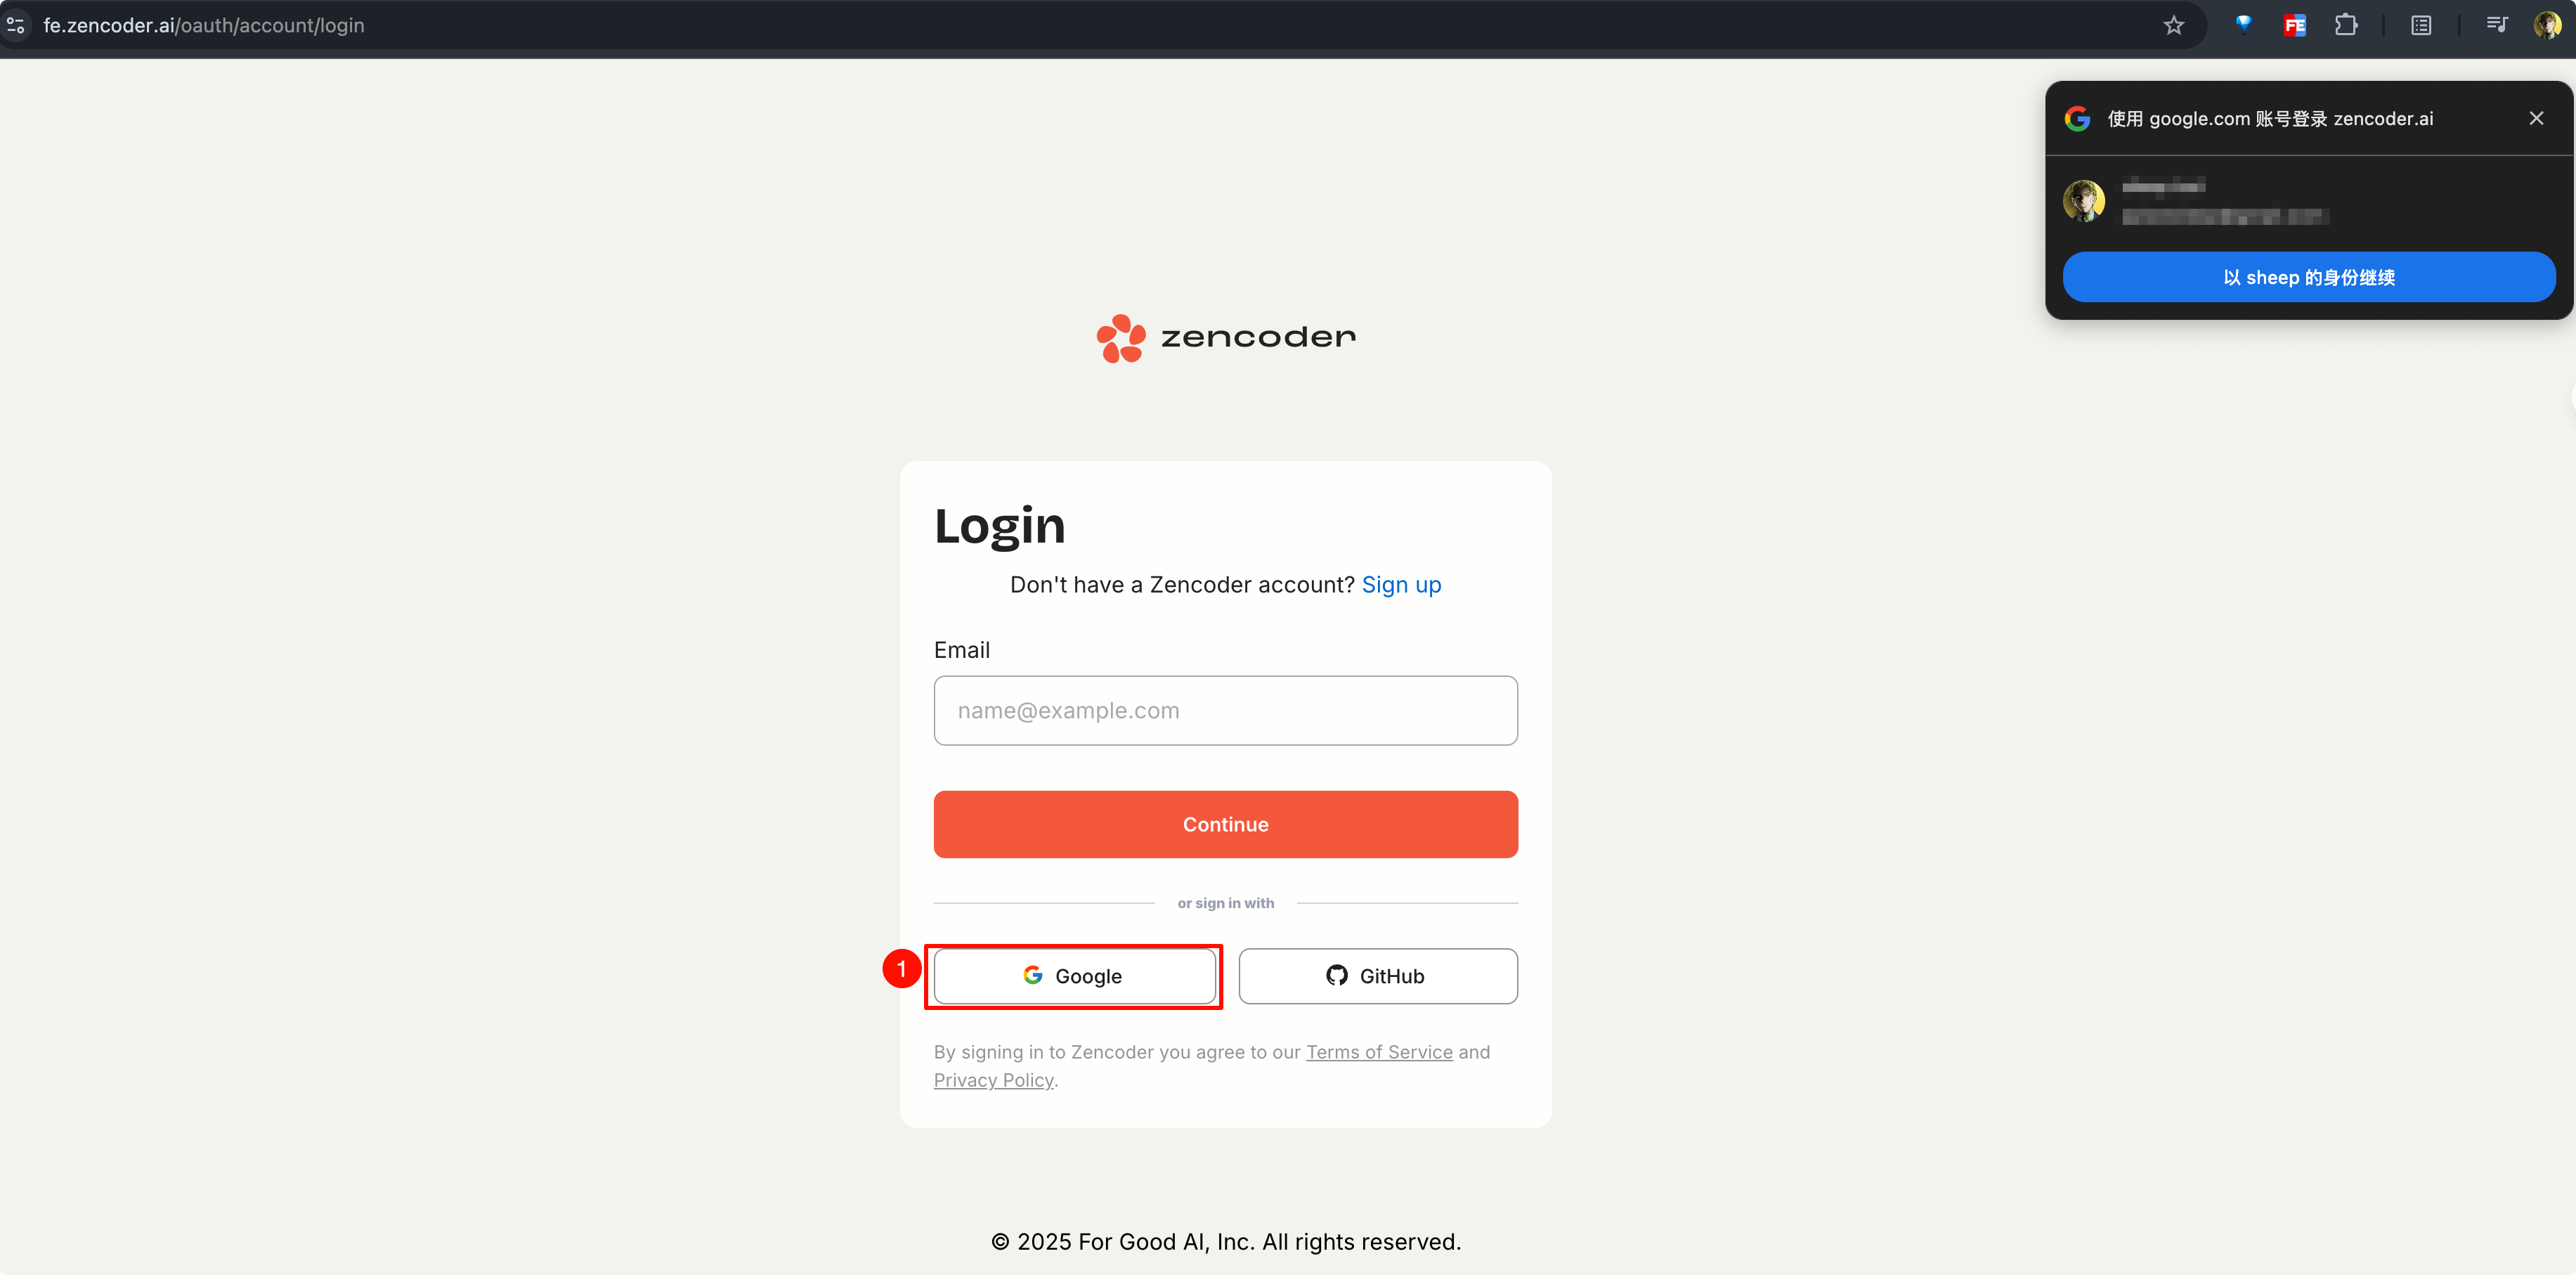 fe.zencoder.ai/oauth/account/login
FE
使用 google.com 账号登录 zencoder.ai
以 sheep 的身份继续
zencoder
Login
Don't have a Zencoder account? Sign up
Email
name@example.com
Continue
or sign in with
1
Google
GitHub
By signing in to Zencoder you agree to our Terms of Service and
Privacy Policy.
© 2025 For Good AI, Inc. All rights reserved.